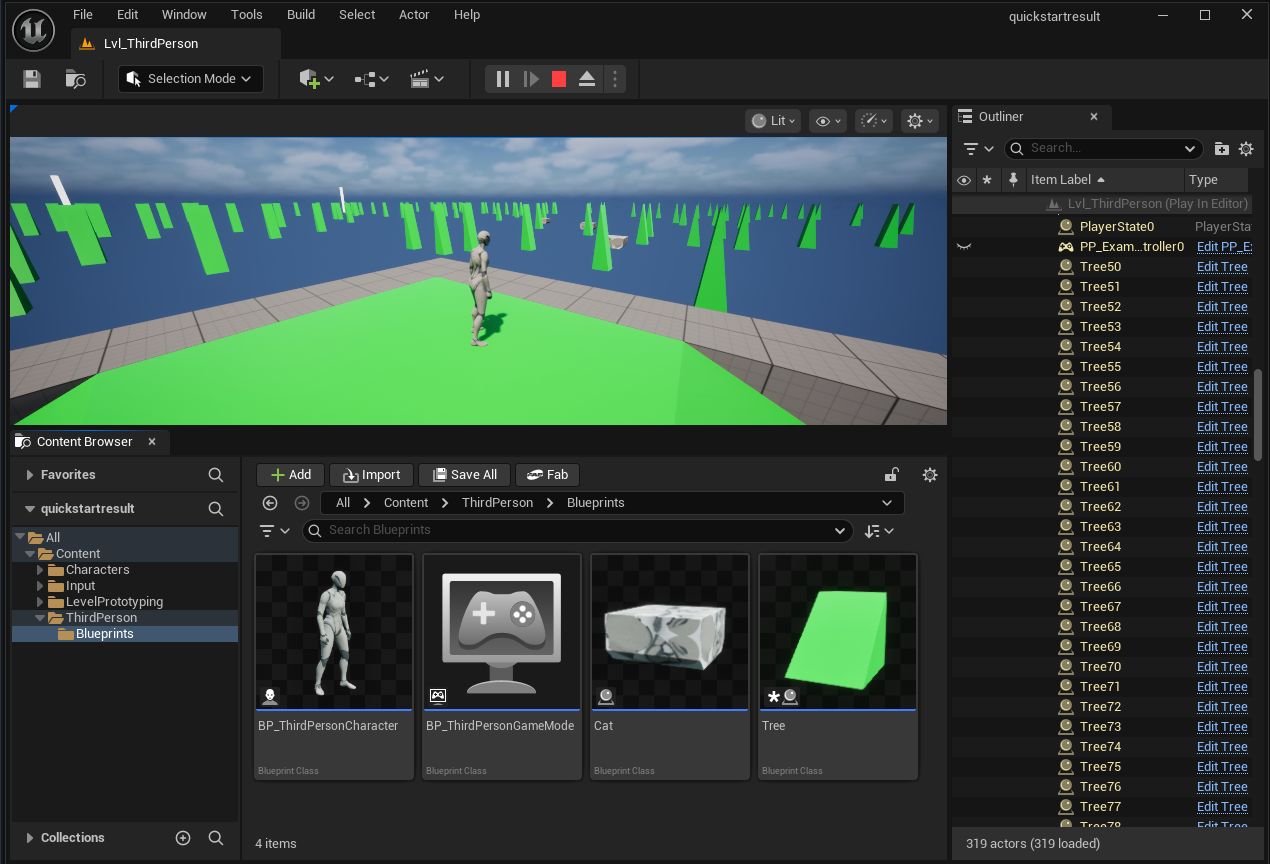 File Edit Window Tools Build Select Actor Help
quickstartresult
Lvl_ThirdPerson
Selection Mode
Lit
Outliner
Search...
Item Label Type
Lvl_ThirdPerson (Play In Editor)
PlayerState0 PlayerSta
PP_Exam...troller0 Edit PP_E
Tree50 Edit Tree
Tree51 Edit Tree
Tree52 Edit Tree
Tree53 Edit Tree
Tree54 Edit Tree
Tree55 Edit Tree
Tree56 Edit Tree
Tree57 Edit Tree
Tree58 Edit Tree
Tree59 Edit Tree
Tree60 Edit Tree
Tree61 Edit Tree
Tree62 Edit Tree
Tree63 Edit Tree
Tree64 Edit Tree
Tree65 Edit Tree
Tree66 Edit Tree
Tree67 Edit Tree
Tree68 Edit Tree
Tree69 Edit Tree
Tree70 Edit Tree
Tree71 Edit Tree
Tree72 Edit Tree
Tree73 Edit Tree
Tree74 Edit Tree
Tree75 Edit Tree
Tree76 Edit Tree
Tree77 Edit Tree
Tree78 Edit Tree
319 actors (319 loaded)
Content Browser
Favorites
quickstartresult
All
Content
Characters
Input
LevelPrototyping
ThirdPerson
Blueprints
Collections
Add Import Save All Fab
All Content ThirdPerson Blueprints
Search Blueprints
BP_ThirdPersonCharacter
Blueprint Class
BP_ThirdPersonGameMode
Blueprint Class
Cat
Blueprint Class
Tree
Blueprint Class
4 items